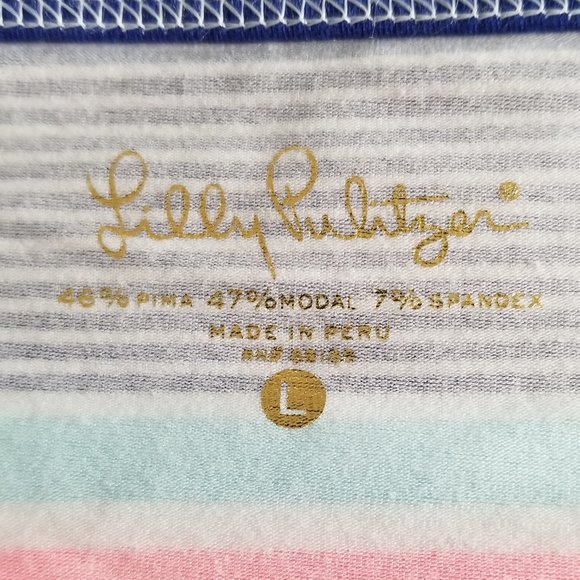 Lilly Pulitzer®
46% PIMA 47% MODAL 7% SPANDEX
MADE IN PERU
L